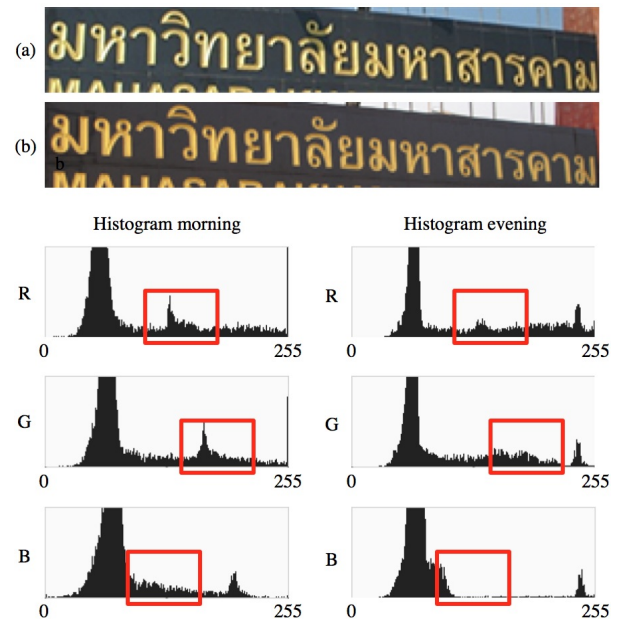 (a)
มหาวิทยาลัยมหาสารคาม
(b)
มหาวิทยาลัยมหาสารคาม
b
Histogram morning Histogram evening
R R
0 255 0 255
G G
0 255 0 255
B B
0 255 0 255